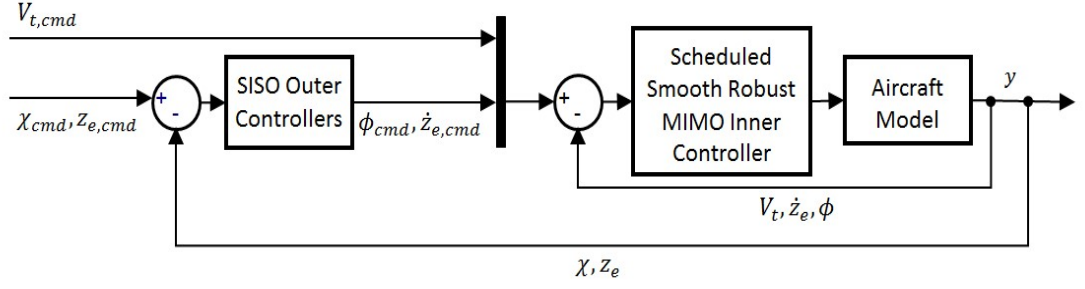 V_{t,cmd}
χ_{cmd}, z_{e,cmd}
+
-
SISO Outer
Controllers
ϕ_{cmd}, ż_{e,cmd}
+
-
Scheduled
Smooth Robust
MIMO Inner
Controller
Aircraft
Model
y
V_t, ż_e, ϕ
χ, z_e